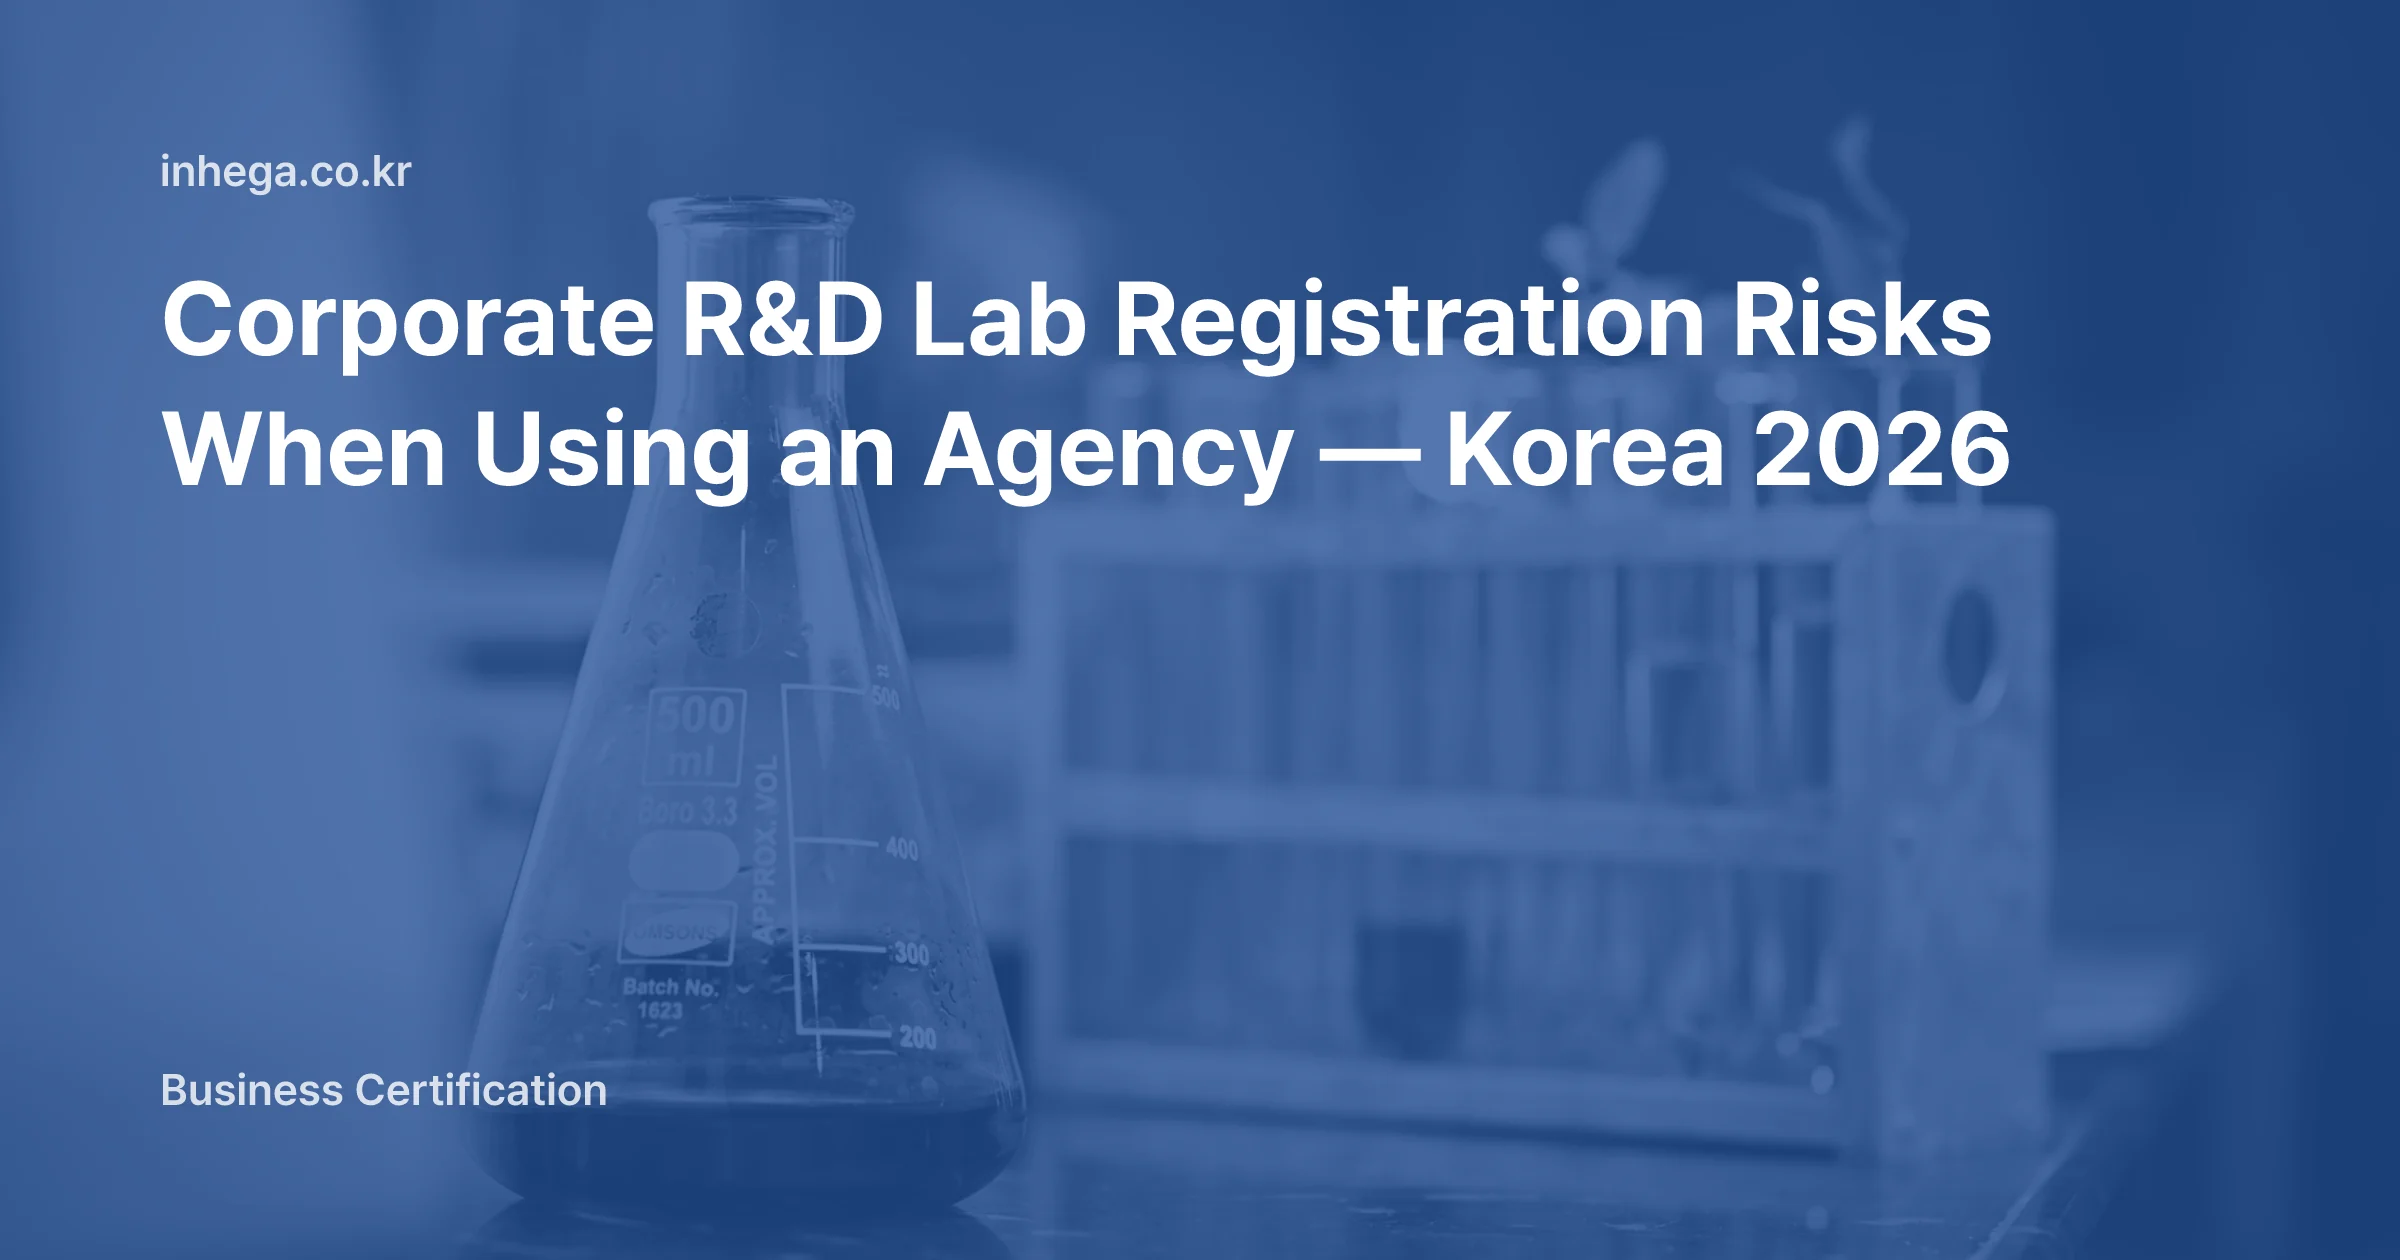 inhega.co.kr
Corporate R&D Lab Registration Risks
When Using an Agency — Korea 2026
500
ml
Boro 3.3
APPROX. VOL
OMSONS
Batch No.
1623
500
400
300
200
Business Certification